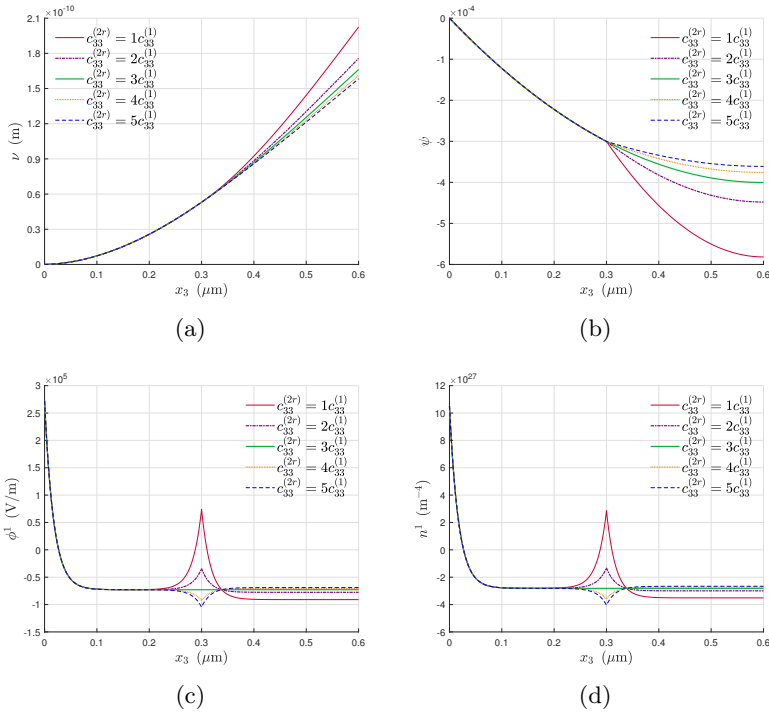 ×10⁻¹⁰
2.1
1.8
1.5
1.2
0.9
0.6
0.3
0
0 0.1 0.2 0.3 0.4 0.5 0.6
ν (m)
x₃ (μm)
c₃₃⁽²ʳ⁾ = 1c₃₃⁽¹⁾
c₃₃⁽²ʳ⁾ = 2c₃₃⁽¹⁾
c₃₃⁽²ʳ⁾ = 3c₃₃⁽¹⁾
c₃₃⁽²ʳ⁾ = 4c₃₃⁽¹⁾
c₃₃⁽²ʳ⁾ = 5c₃₃⁽¹⁾
(a)
×10⁻⁴
0
-1
-2
-3
-4
-5
-6
0 0.1 0.2 0.3 0.4 0.5 0.6
ψ
x₃ (μm)
c₃₃⁽²ʳ⁾ = 1c₃₃⁽¹⁾
c₃₃⁽²ʳ⁾ = 2c₃₃⁽¹⁾
c₃₃⁽²ʳ⁾ = 3c₃₃⁽¹⁾
c₃₃⁽²ʳ⁾ = 4c₃₃⁽¹⁾
c₃₃⁽²ʳ⁾ = 5c₃₃⁽¹⁾
(b)
×10⁵
3
2.5
2
1.5
1
0.5
0
-0.5
-1
-1.5
0 0.1 0.2 0.3 0.4 0.5 0.6
ϕ¹ (V/m)
x₃ (μm)
c₃₃⁽²ʳ⁾ = 1c₃₃⁽¹⁾
c₃₃⁽²ʳ⁾ = 2c₃₃⁽¹⁾
c₃₃⁽²ʳ⁾ = 3c₃₃⁽¹⁾
c₃₃⁽²ʳ⁾ = 4c₃₃⁽¹⁾
c₃₃⁽²ʳ⁾ = 5c₃₃⁽¹⁾
(c)
×10²⁷
12
10
8
6
4
2
0
-2
-4
-6
0 0.1 0.2 0.3 0.4 0.5 0.6
n¹ (m⁻⁴)
x₃ (μm)
c₃₃⁽²ʳ⁾ = 1c₃₃⁽¹⁾
c₃₃⁽²ʳ⁾ = 2c₃₃⁽¹⁾
c₃₃⁽²ʳ⁾ = 3c₃₃⁽¹⁾
c₃₃⁽²ʳ⁾ = 4c₃₃⁽¹⁾
c₃₃⁽²ʳ⁾ = 5c₃₃⁽¹⁾
(d)